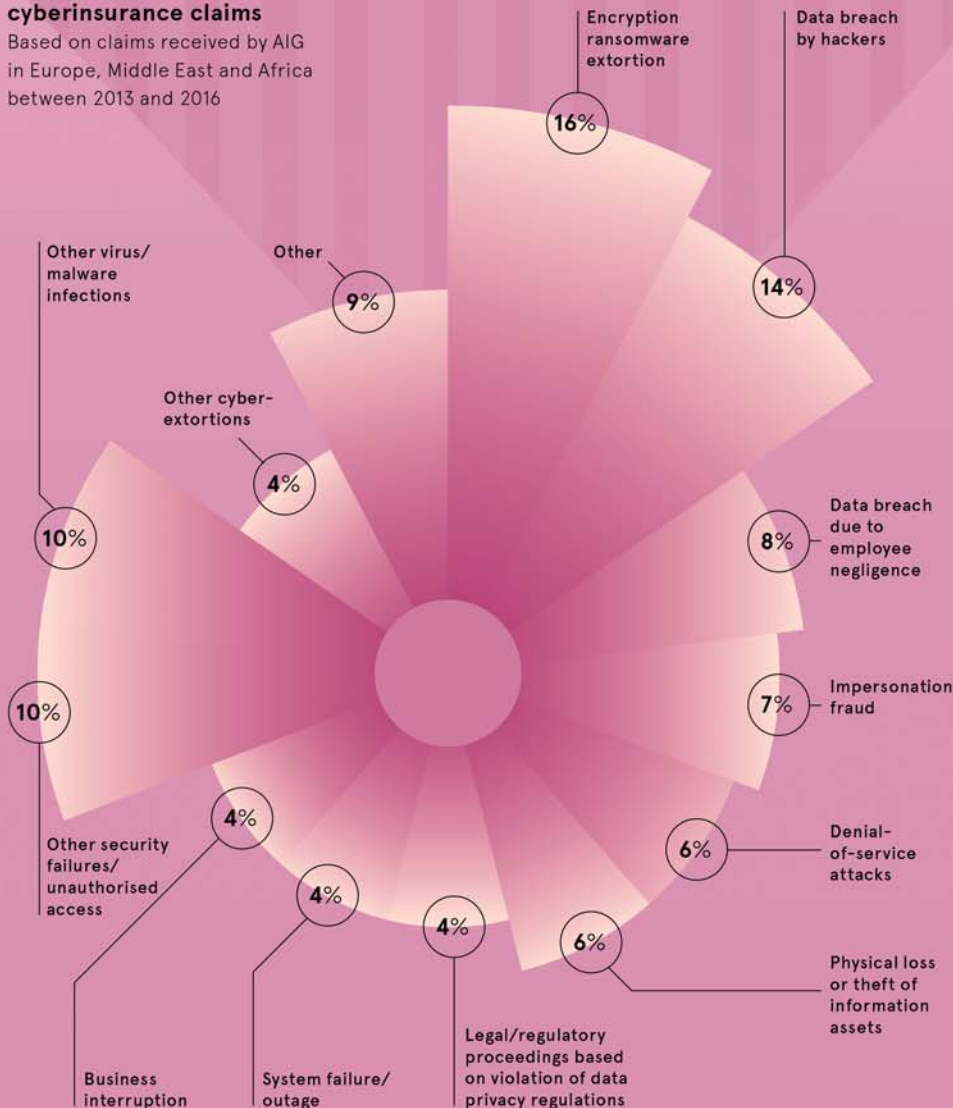 cyberinsurance claims
Based on claims received by AIG
in Europe, Middle East and Africa
between 2013 and 2016
Encryption
ransomware
extortion
16%
Data breach
by hackers
14%
Data breach
due to
employee
negligence
8%
Impersonation
fraud
7%
Denial-
of-service
attacks
6%
Physical loss
or theft of
information
assets
6%
Legal/regulatory
proceedings based
on violation of data
privacy regulations
4%
System failure/
outage
4%
Business
interruption
4%
Other security
failures/
unauthorised
access
10%
Other virus/
malware
infections
10%
Other cyber-
extortions
4%
Other
9%